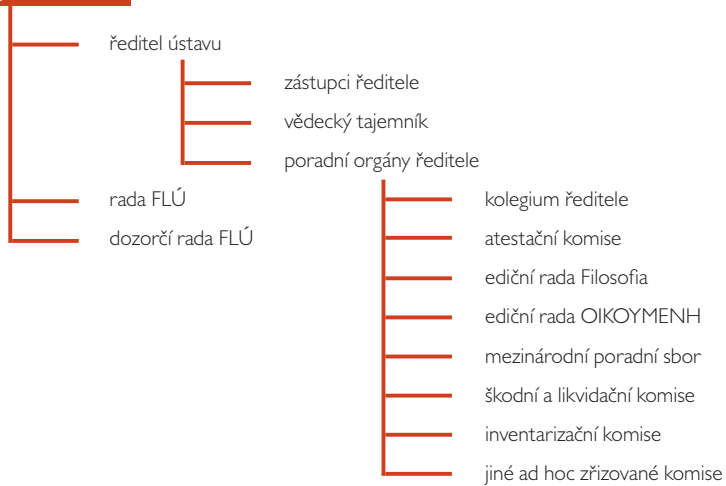 ředitel ústavu
zástupci ředitele
vědecký tajemník
poradní orgány ředitele
rada FLÚ
kolegium ředitele
dozorčí rada FLÚ
atestační komise
ediční rada Filosofia
ediční rada OIKOYMENH
mezinárodní poradní sbor
škodní a likvidační komise
inventarizační komise
jiné ad hoc zřizované komise